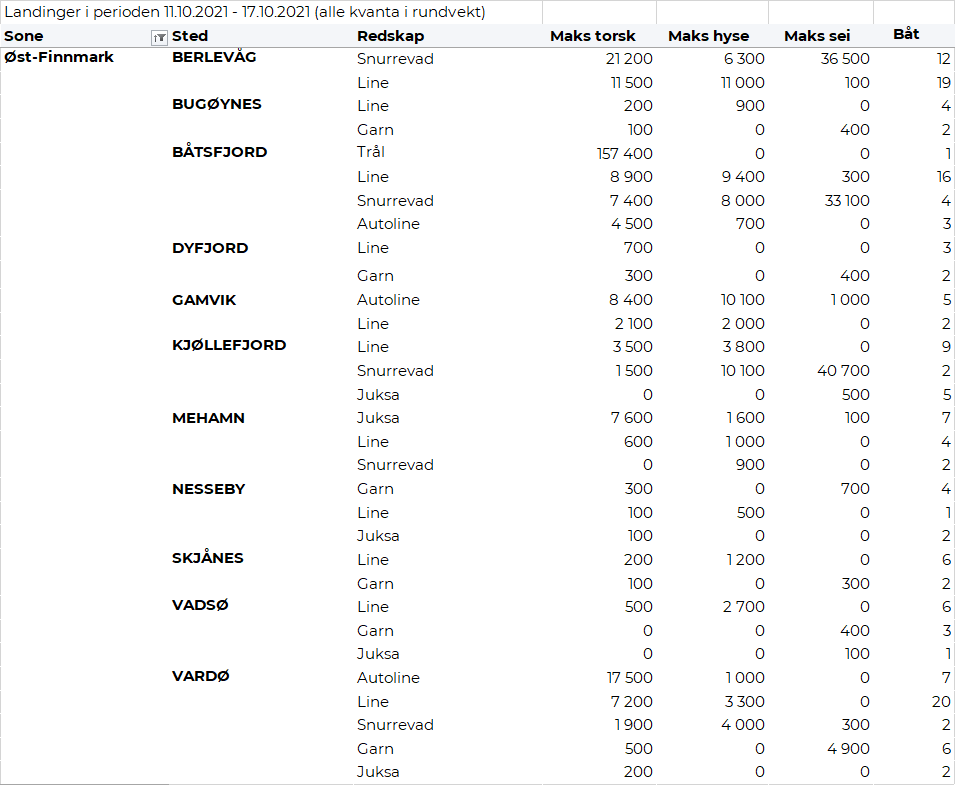 Landinger i perioden 11.10.2021 - 17.10.2021 (alle kvanta i rundvekt)
Sone Sted Redskap Maks torsk Maks hyse Maks sei Båt
Øst-Finnmark BERLEVÅG Snurrevad 21 200 6 300 36 500 12
Line 11 500 11 000 100 19
BUGØYNES Line 200 900 0 4
Garn 100 0 400 2
BÅTSFJORD Trål 157 400 0 0 1
Line 8 900 9 400 300 16
Snurrevad 7 400 8 000 33 100 4
Autoline 4 500 700 0 3
DYFJORD Line 700 0 0 3
Garn 300 0 400 2
GAMVIK Autoline 8 400 10 100 1 000 5
Line 2 100 2 000 0 2
KJØLLEFJORD Line 3 500 3 800 0 9
Snurrevad 1 500 10 100 40 700 2
Juksa 0 0 500 5
MEHAMN Juksa 7 600 1 600 100 7
Line 600 1 000 0 4
Snurrevad 0 900 0 2
NESSEBY Garn 300 0 700 4
Line 100 500 0 1
Juksa 100 0 0 2
SKJÅNES Line 200 1 200 0 6
Garn 100 0 300 2
VADSØ Line 500 2 700 0 6
Garn 0 0 400 3
Juksa 0 0 100 1
VARDØ Autoline 17 500 1 000 0 7
Line 7 200 3 300 0 20
Snurrevad 1 900 4 000 300 2
Garn 500 0 4 900 6
Juksa 200 0 0 2